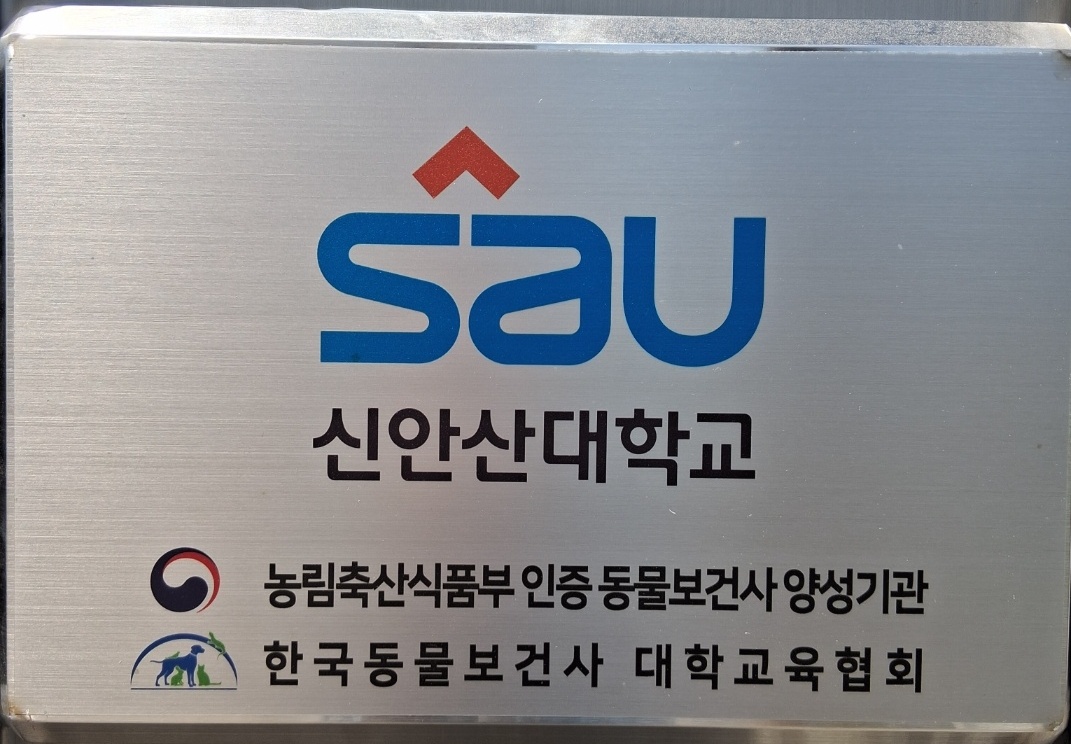 sau
신안산대학교
농림축산식품부 인증 동물보건사 양성기관
한국동물보건사 대학교육협회